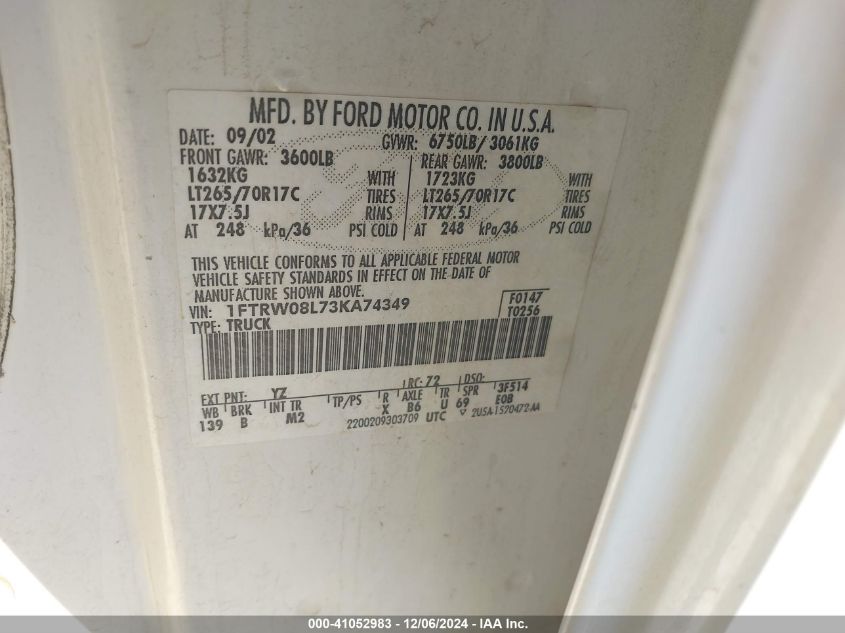 MFD. BY FORD MOTOR CO. IN U.S.A.
DATE: 09/02 GVWR: 6750LB/ 3061KG
FRONT GAWR: 3600LB REAR GAWR: 3800LB
1632KG WITH 1723KG WITH
LT265/70R17C TIRES LT265/70R17C TIRES
17X7.5J RIMS 17X7.5J RIMS
AT 248 kPa/36 PSI COLD AT 248 kPa/36 PSI COLD
THIS VEHICLE CONFORMS TO ALL APPLICABLE FEDERAL MOTOR
VEHICLE SAFETY STANDARDS IN EFFECT ON THE DATE OF
MANUFACTURE SHOWN ABOVE.
VIN: 1FTRW08L73KA74349 F0147
TYPE: TRUCK T0256
EXT PNT: YZ RC: 72 DSO:
WB BRK INT TR TP/PS R AXLE TR SPR 3F514
139 B M2 X B6 U 69 E0B
2200209303709 UTC 2U5A-1520472-AA
000-41052983 - 12/06/2024 - IAA Inc.